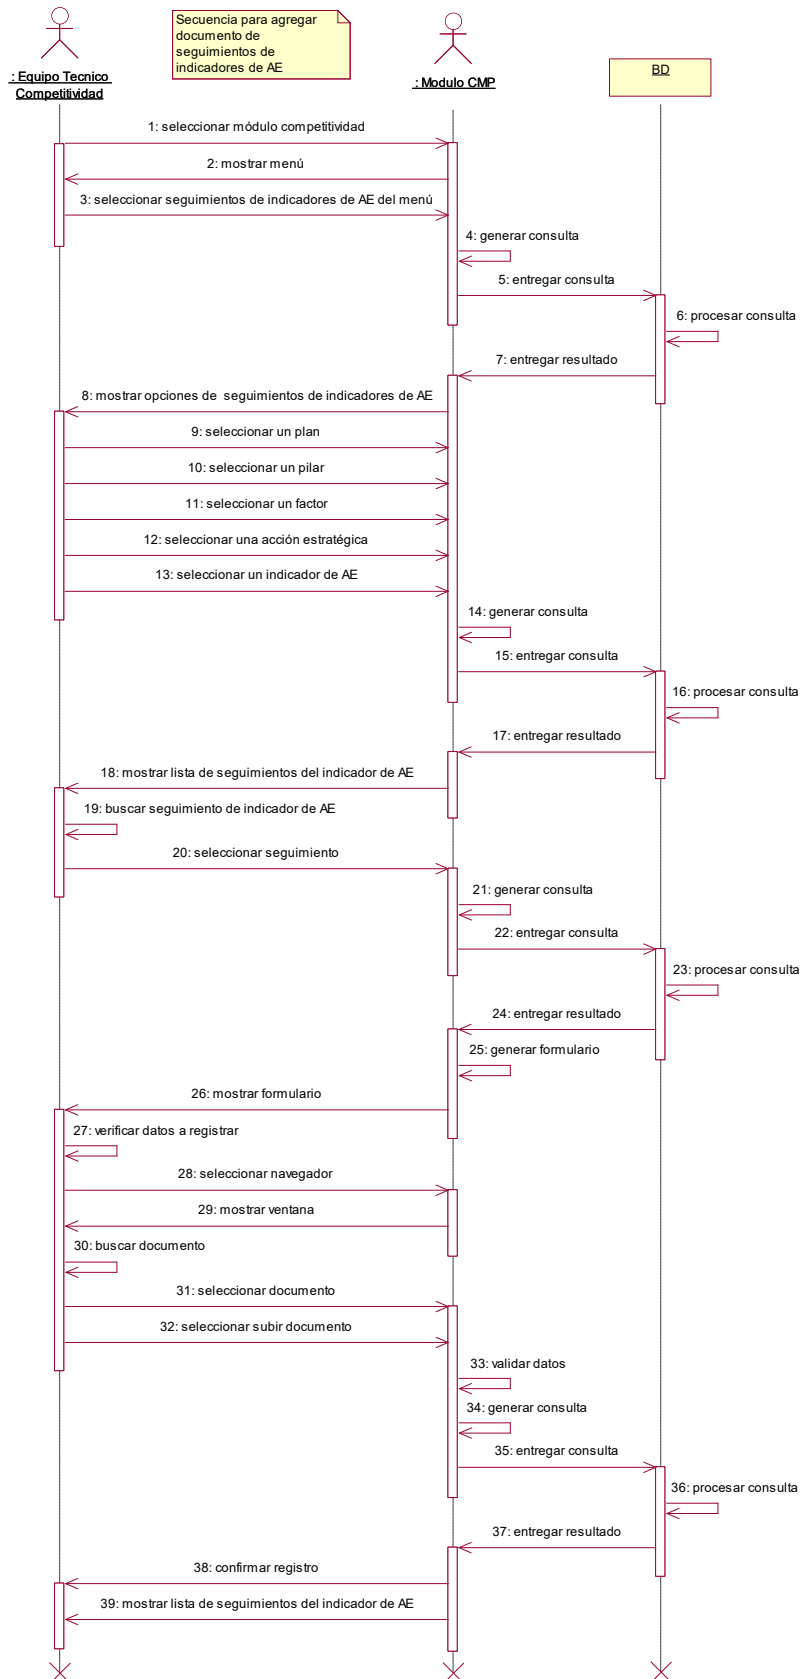 Secuencia para agregar
documento de
seguimientos de
indicadores de AE
: Equipo Tecnico
Competitividad
: Modulo CMP
BD
1: seleccionar módulo competitividad
2: mostrar menú
3: seleccionar seguimientos de indicadores de AE del menú
4: generar consulta
5: entregar consulta
6: procesar consulta
7: entregar resultado
8: mostrar opciones de  seguimientos de indicadores de AE
9: seleccionar un plan
10: seleccionar un pilar
11: seleccionar un factor
12: seleccionar una acción estratégica
13: seleccionar un indicador de AE
14: generar consulta
15: entregar consulta
16: procesar consulta
17: entregar resultado
18: mostrar lista de seguimientos del indicador de AE
19: buscar seguimiento de indicador de AE
20: seleccionar seguimiento
21: generar consulta
22: entregar consulta
23: procesar consulta
24: entregar resultado
25: generar formulario
26: mostrar formulario
27: verificar datos a registrar
28: seleccionar navegador
29: mostrar ventana
30: buscar documento
31: seleccionar documento
32: seleccionar subir documento
33: validar datos
34: generar consulta
35: entregar consulta
36: procesar consulta
37: entregar resultado
38: confirmar registro
39: mostrar lista de seguimientos del indicador de AE